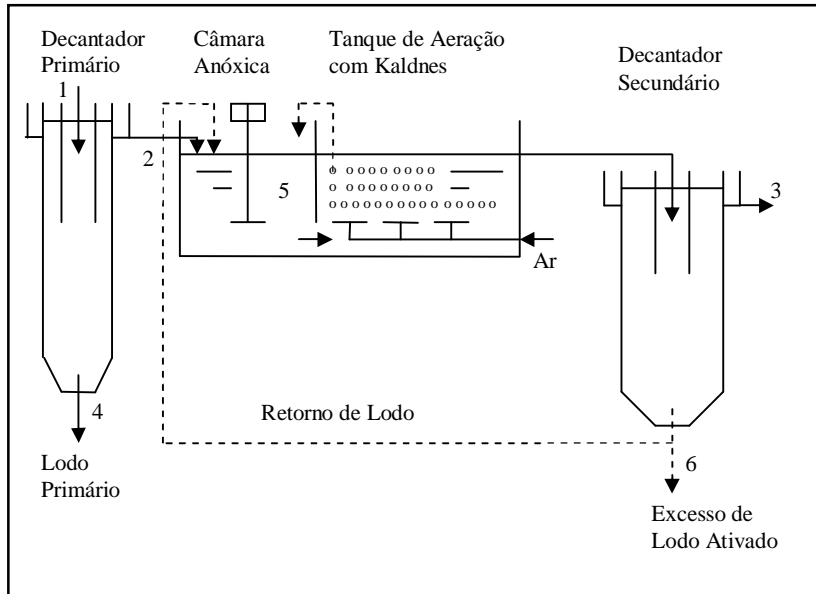 Decantador
Primário
Câmara
Anóxica
Tanque de Aeração
com Kaldnes
Decantador
Secundário
1
2
5
3
Ar
4
Retorno de Lodo
Lodo
Primário
6
Excesso de
Lodo Ativado